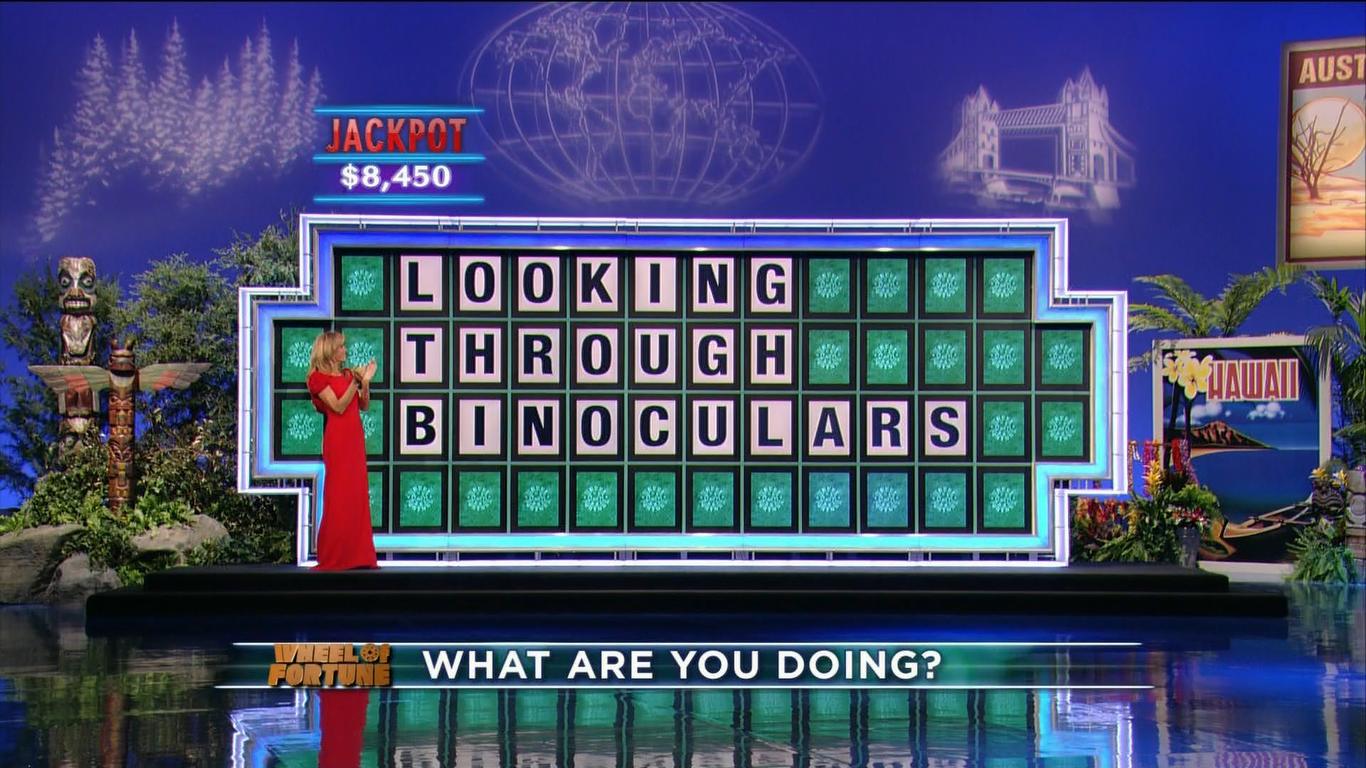 AUST
JACKPOT
$8,450
LOOKING
THROUGH
BINOCULARS
HAWAII
WHEEL OF FORTUNE
WHAT ARE YOU DOING?